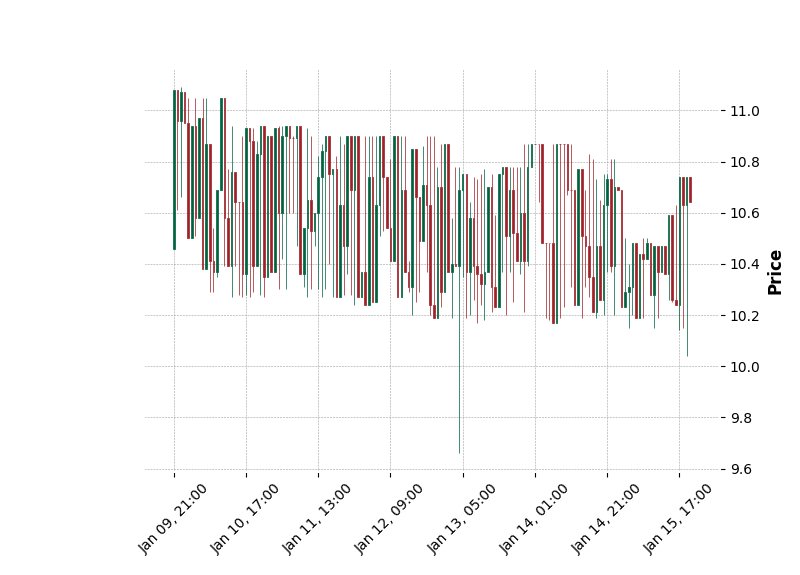 11.0
10.8
10.6
10.4
10.2
10.0
9.8
9.6
Price
Jan 09, 21:00
Jan 10, 17:00
Jan 11, 13:00
Jan 12, 09:00
Jan 13, 05:00
Jan 14, 01:00
Jan 14, 21:00
Jan 15, 17:00